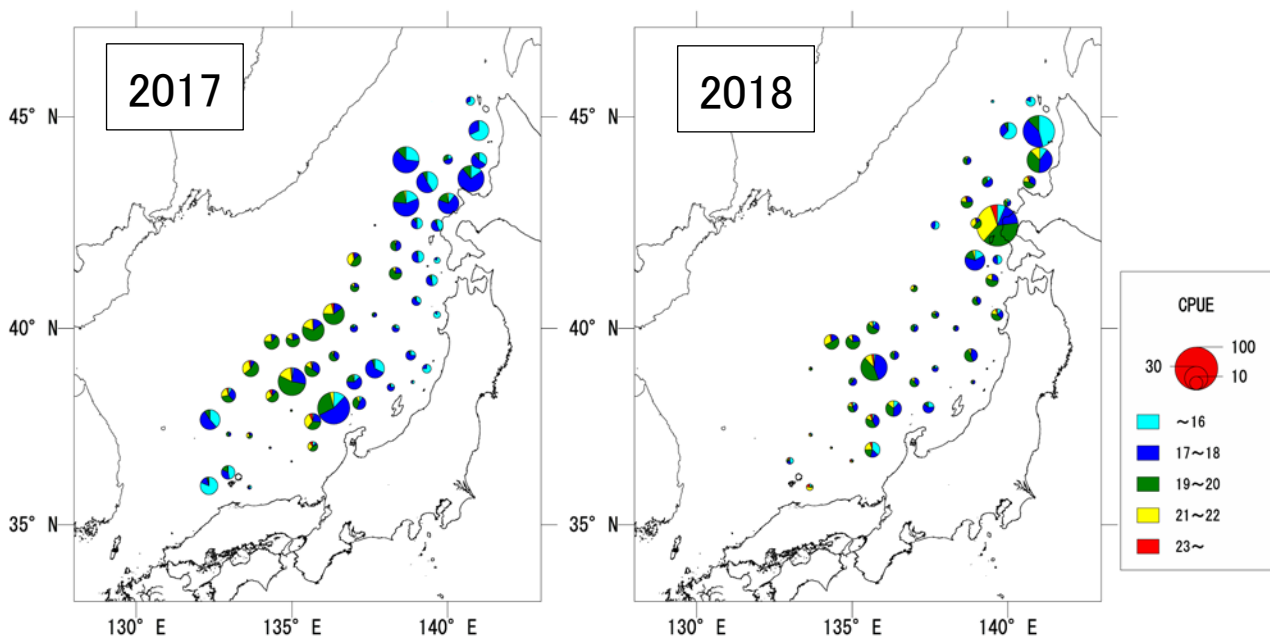 2017
2018
45° N
40° N
35° N
130° E
135° E
140° E
45° N
40° N
35° N
130° E
135° E
140° E
CPUE
100
30
10
～16
17～18
19～20
21～22
23～